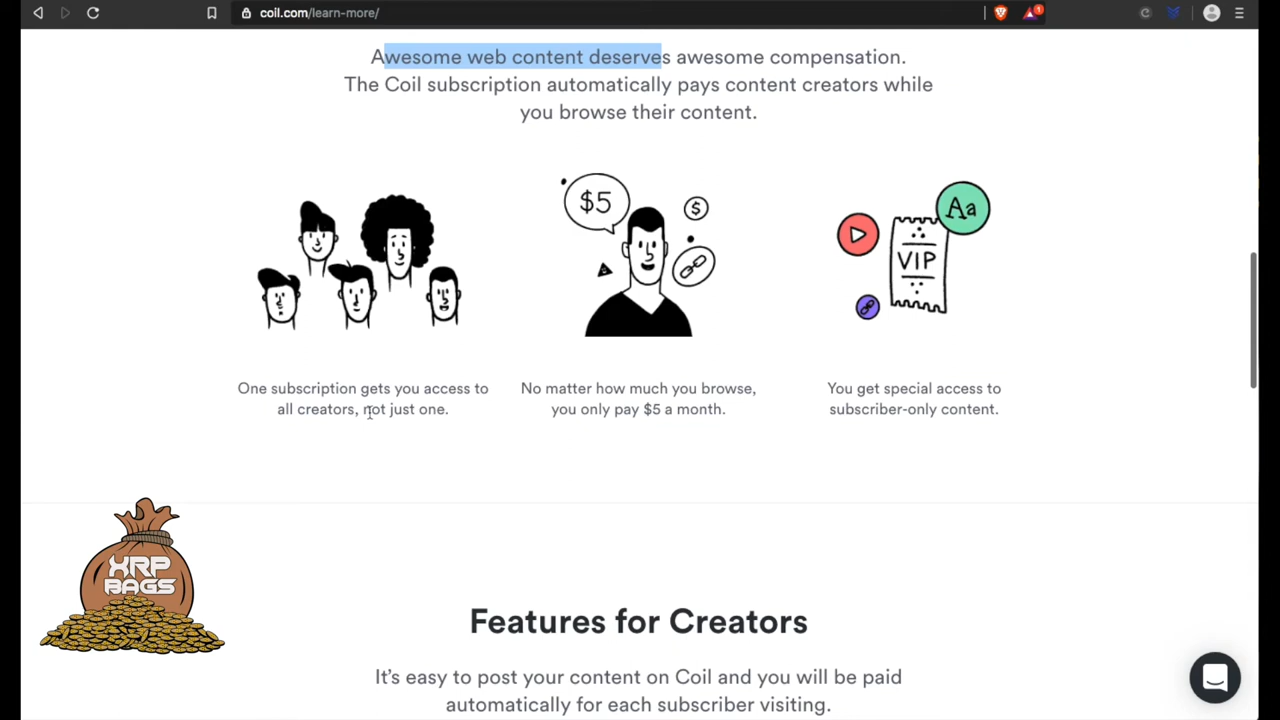 coil.com/learn-more/
1
Awesome web content deserves awesome compensation.
The Coil subscription automatically pays content creators while
you browse their content.
$5
$
VIP
Aa
One subscription gets you access to
all creators, not just one.
No matter how much you browse,
you only pay $5 a month.
You get special access to
subscriber-only content.
XRP
BAGS
Features for Creators
It's easy to post your content on Coil and you will be paid
automatically for each subscriber visiting.